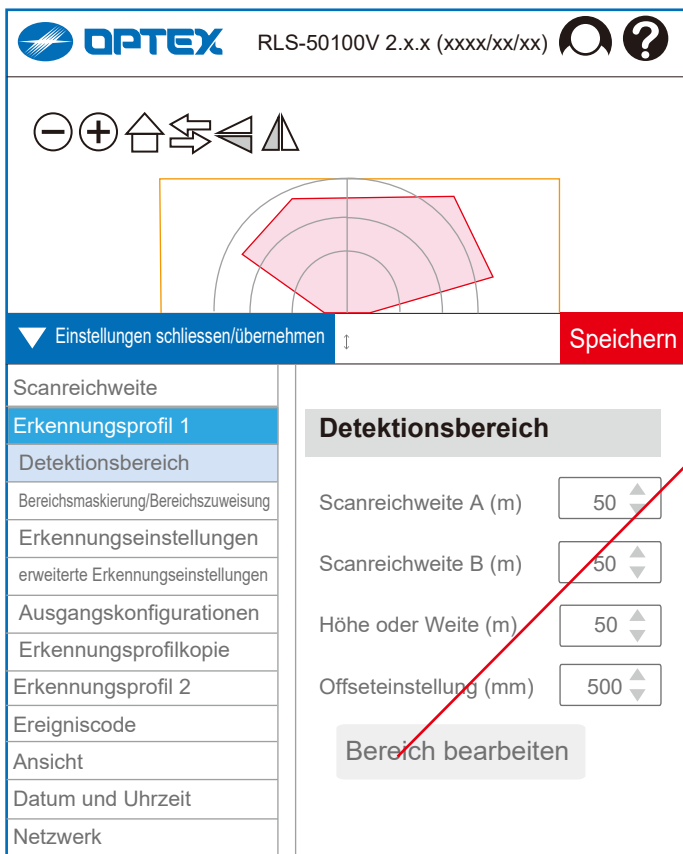 OPTEX RLS-50100V 2.x.x (xxxx/xx/xx) ?
Einstellungen schliessen/übernehmen ↕ Speichern
Scanreichweite
Erkennungsprofil 1
Detektionsbereich
Bereichsmaskierung/Bereichszuweisung
Erkennungseinstellungen
erweiterte Erkennungseinstellungen
Ausgangskonfigurationen
Erkennungsprofilkopie
Erkennungsprofil 2
Ereigniscode
Ansicht
Datum und Uhrzeit
Netzwerk
Detektionsbereich
Scanreichweite A (m) 50
Scanreichweite B (m) 50
Höhe oder Weite (m) 50
Offseteinstellung (mm) 500
Bereich bearbeiten